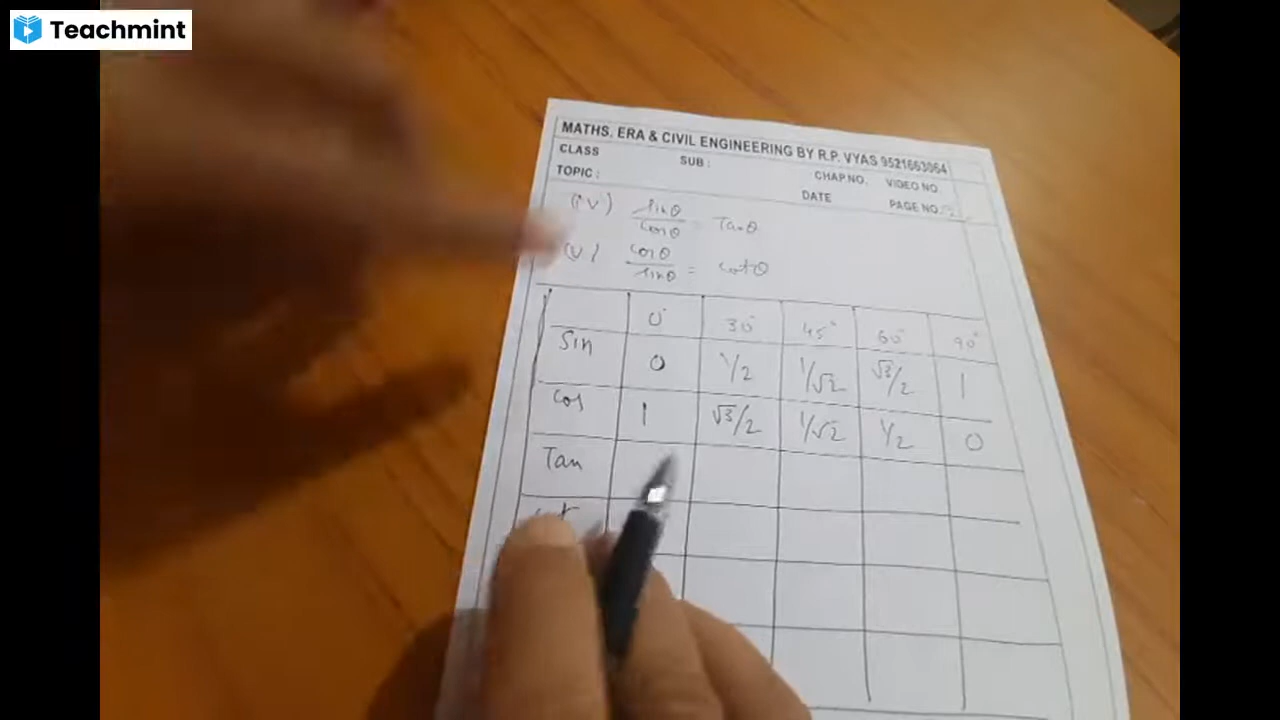 Teachmint
MATHS, ERA & CIVIL ENGINEERING BY R.P. VYAS 9521663064
CLASS SUB : CHAP.NO. VIDEO NO.
TOPIC : DATE PAGE NO.
(iv) sinθ/cosθ = Tanθ
(v) cosθ/sinθ = cotθ
0° 30° 45° 60° 90°
Sin 0 1/2 1/√2 √3/2 1
cos 1 √3/2 1/√2 1/2 0
Tan